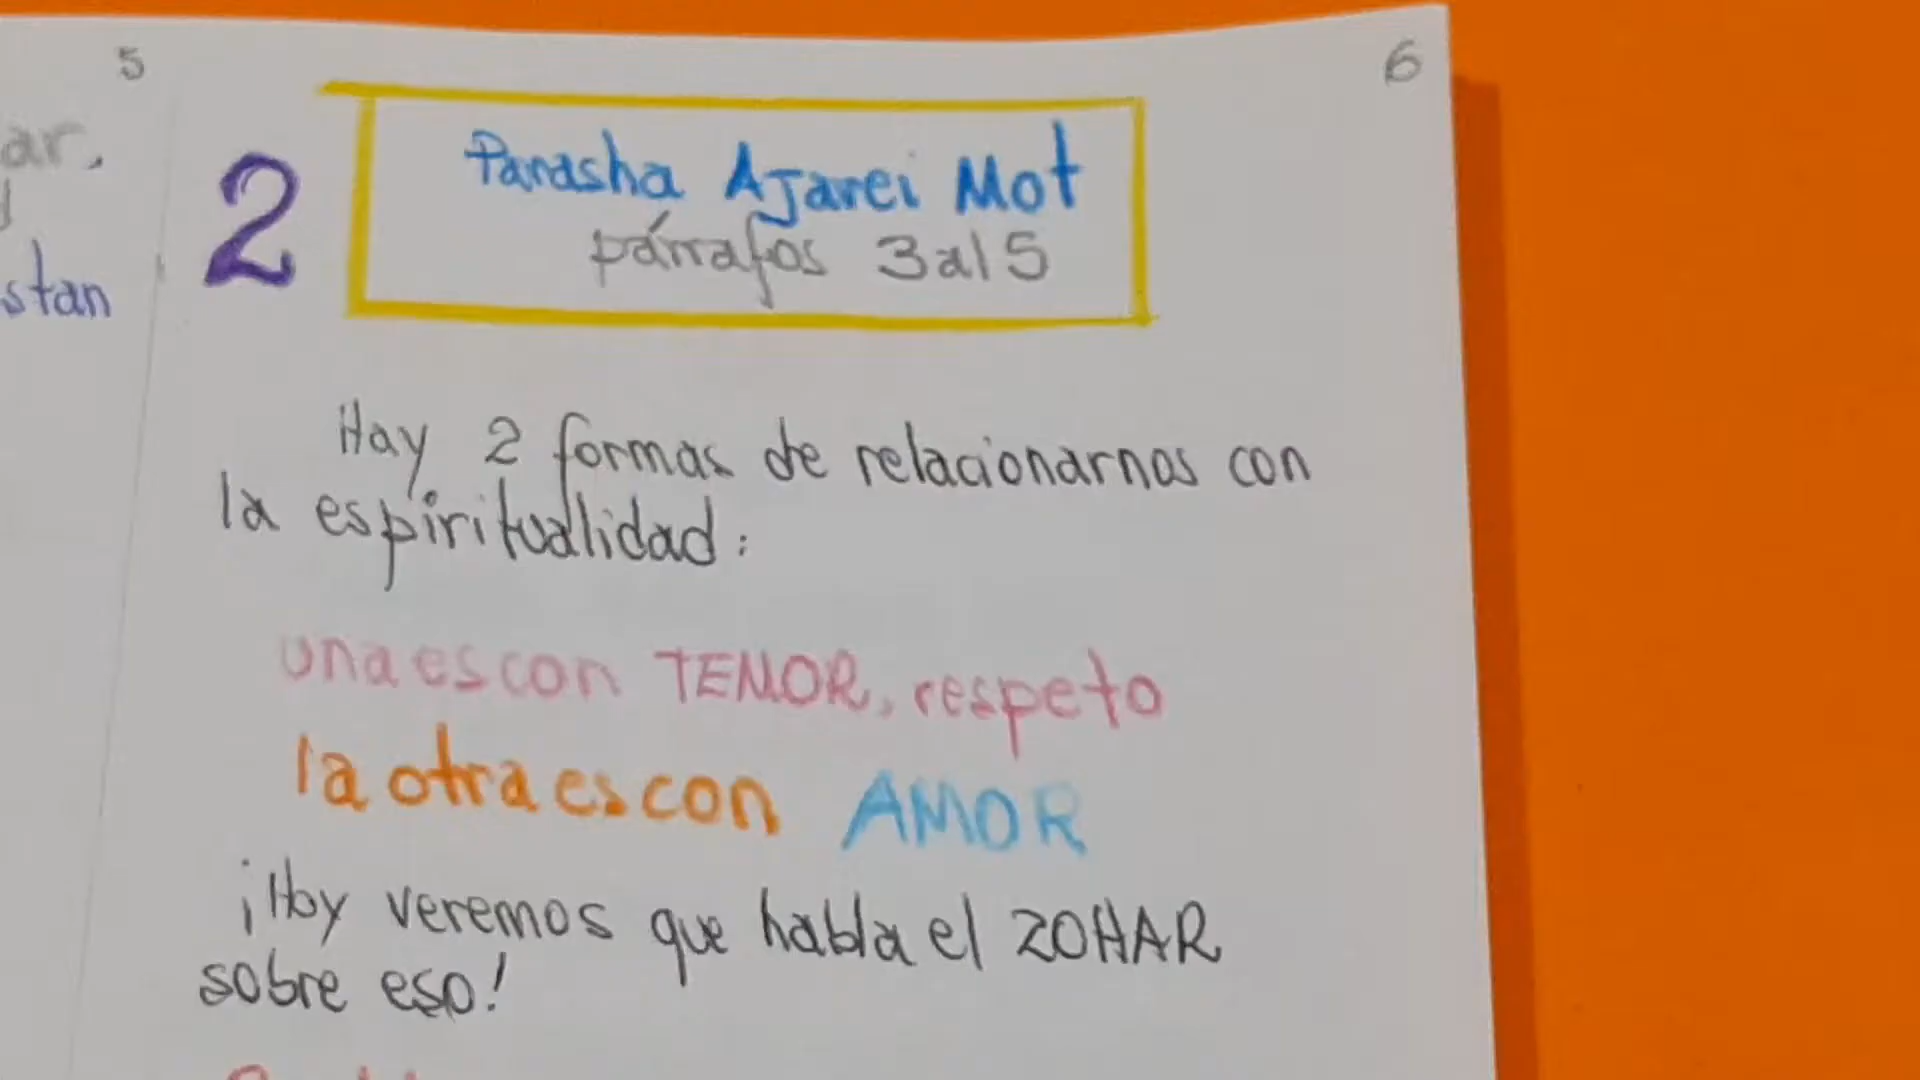 5
ar.
stan
6
2
Parasha Ajarei Mot
párrafos 3 al 5
Hay 2 formas de relacionarnos con
la espiritualidad:
una es con TEMOR, respeto
la otra es con AMOR
¡Hoy veremos que habla el ZOHAR
sobre eso!